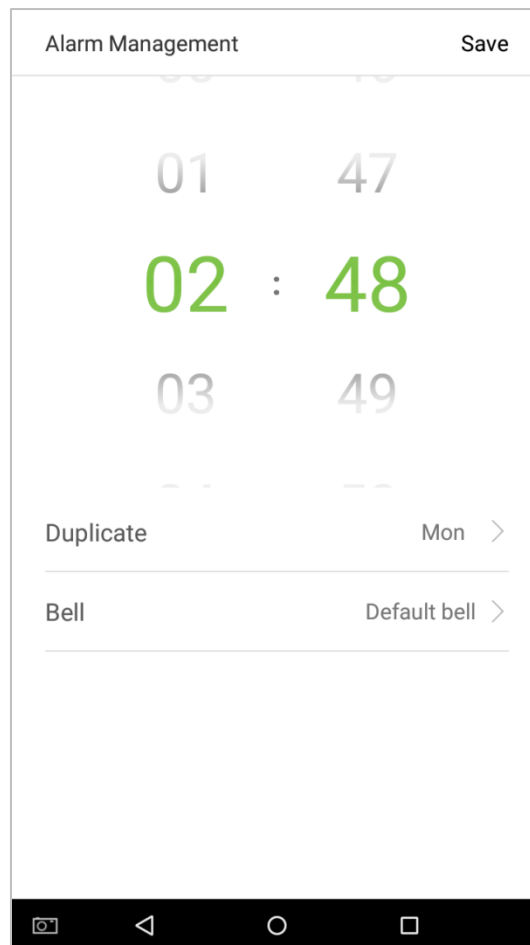 Alarm Management Save
01 47
02 : 48
03 49
Duplicate Mon
Bell Default bell